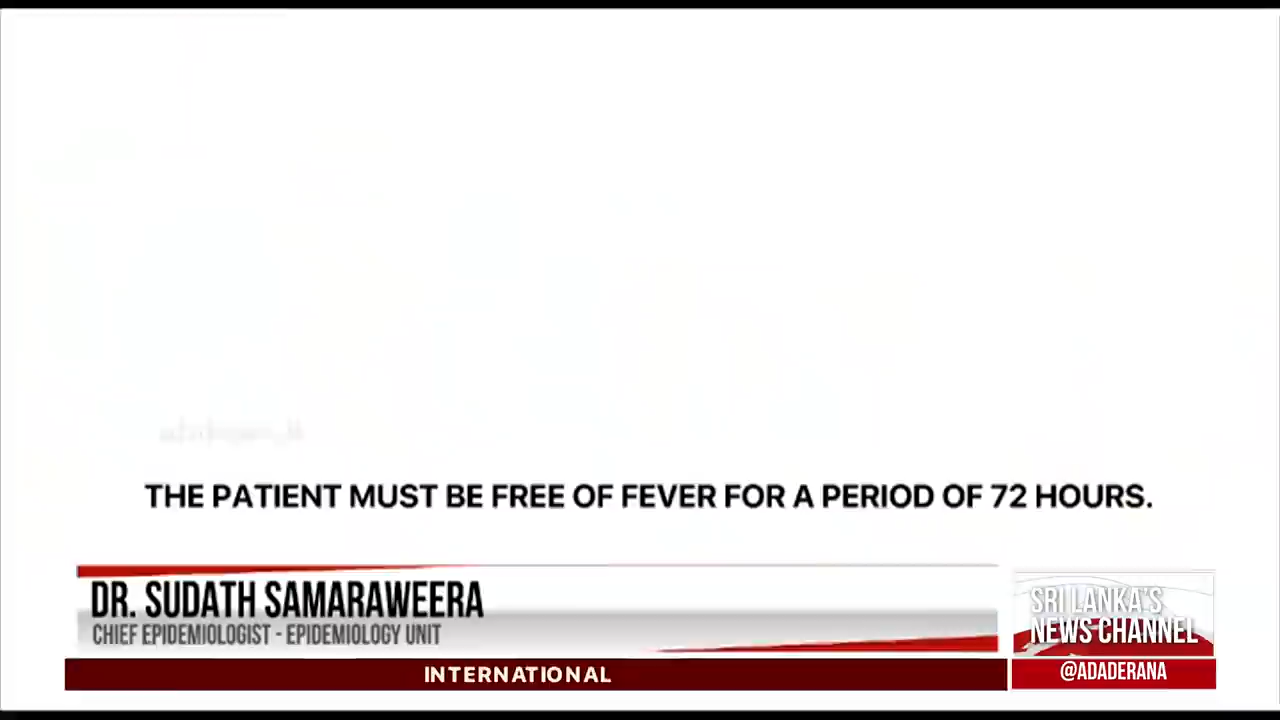 THE PATIENT MUST BE FREE OF FEVER FOR A PERIOD OF 72 HOURS.
DR. SUDATH SAMARAWEERA
CHIEF EPIDEMIOLOGIST - EPIDEMIOLOGY UNIT
SRI LANKA'S
NEWS CHANNEL
INTERNATIONAL
@ADADERANA